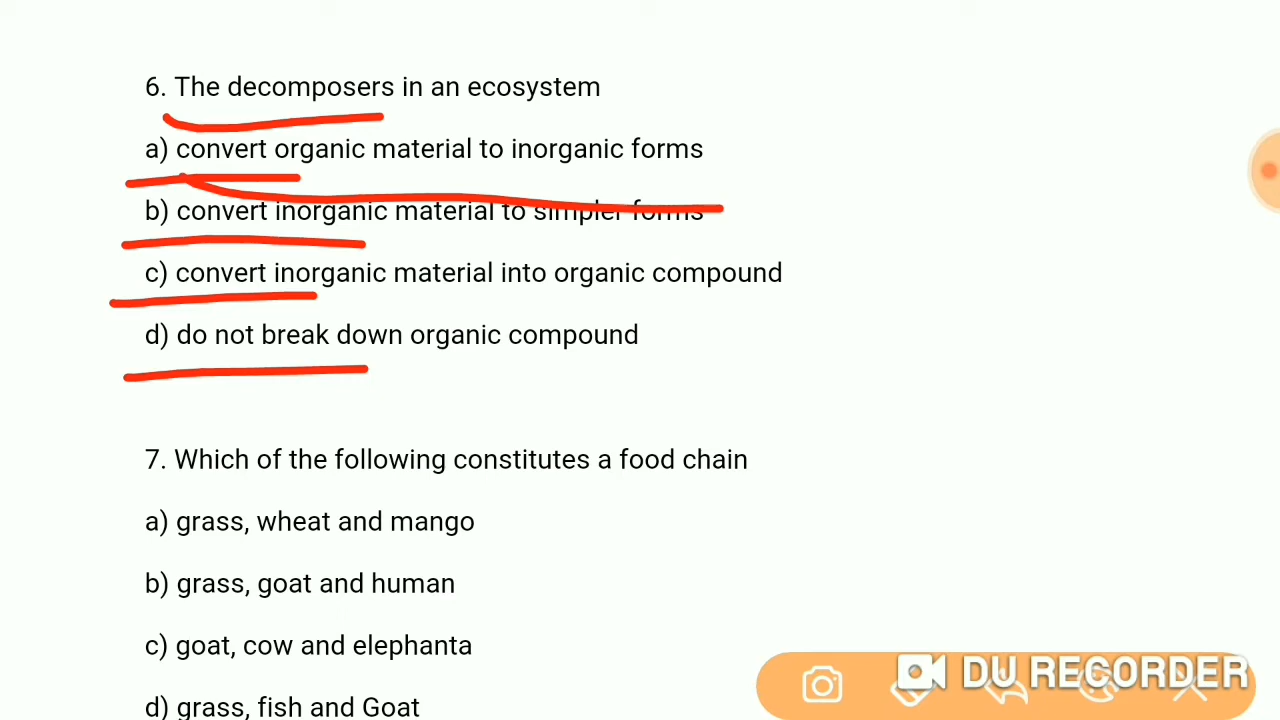 6. The decomposers in an ecosystem
a) convert organic material to inorganic forms
b) convert inorganic material to simpler forms
c) convert inorganic material into organic compound
d) do not break down organic compound
7. Which of the following constitutes a food chain
a) grass, wheat and mango
b) grass, goat and human
c) goat, cow and elephanta
d) grass, fish and Goat
DU RECORDER